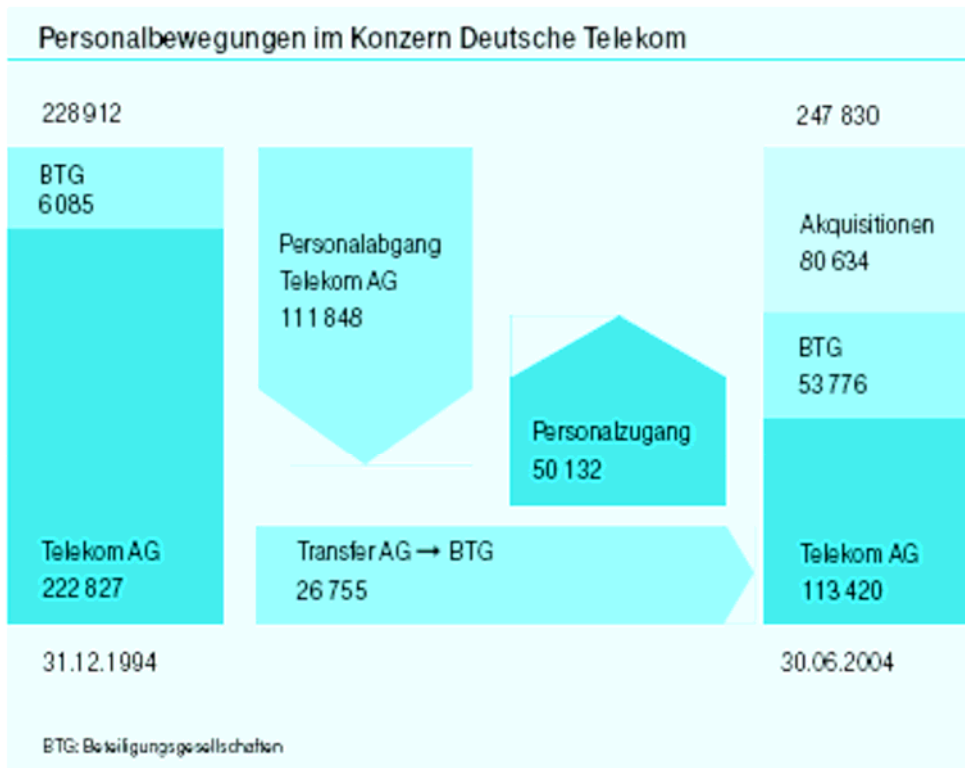 Personalbewegungen im Konzern Deutsche Telekom
228 912
247 830
BTG
6 085
Personalabgang
Telekom AG
111 848
Akquisitionen
80 634
BTG
53 776
Personalzugang
50 132
Telekom AG
222 827
Transfer AG → BTG
26 755
Telekom AG
113 420
31.12.1994
30.06.2004
BTG: Beteiligungsgesellschaften